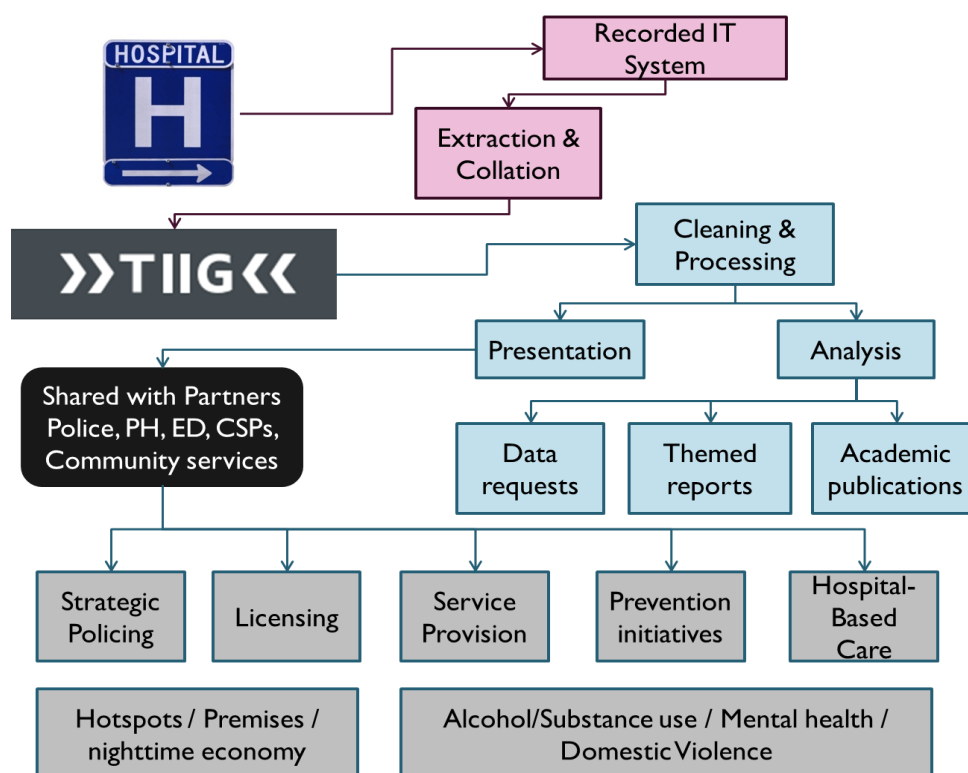 HOSPITAL
H
Recorded IT
System
Extraction &
Collation
TIIG
Cleaning &
Processing
Presentation
Analysis
Shared with Partners
Police, PH, ED, CSPs,
Community services
Data
requests
Themed
reports
Academic
publications
Strategic
Policing
Licensing
Service
Provision
Prevention
initiatives
Hospital-
Based
Care
Hotspots / Premises /
nighttime economy
Alcohol/Substance use / Mental health /
Domestic Violence